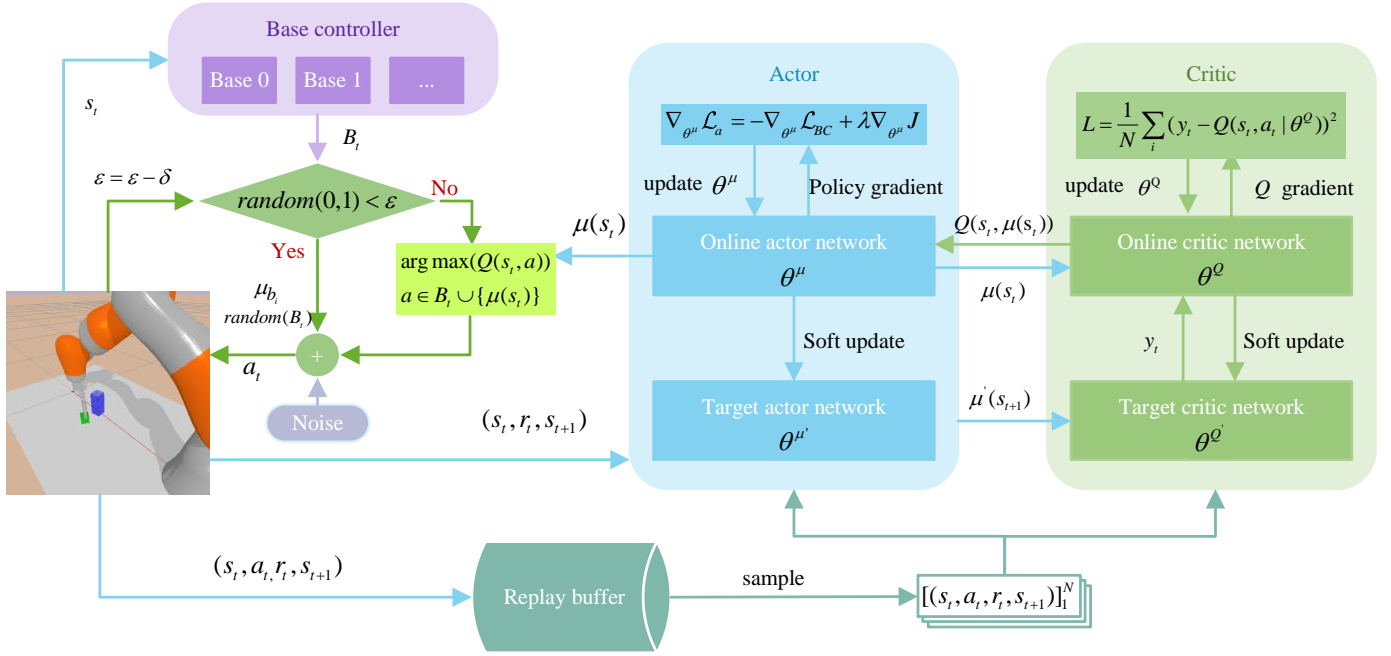 Base controller
Base 0
Base 1
...
s_t
B_t
ε = ε − δ
random(0,1) < ε
No
Yes
μ_{b_i}
random(B_t)
arg max(Q(s_t, a))
a ∈ B_t ∪ {μ(s_t)}
+
a_t
Noise
μ(s_t)
(s_t, r_t, s_{t+1})
Actor
∇_{θ^μ} ℒ_a = −∇_{θ^μ} ℒ_{BC} + λ∇_{θ^μ} J
update θ^μ
Policy gradient
Online actor network
θ^μ
Soft update
Target actor network
θ^{μ'}
Q(s_t, μ(s_t))
μ(s_t)
μ'(s_{t+1})
Critic
L = \frac{1}{N} ∑_i (y_t − Q(s_t, a_t | θ^Q))^2
update θ^Q
Q gradient
Online critic network
θ^Q
y_t
Soft update
Target critic network
θ^{Q'}
(s_t, a_t, r_t, s_{t+1})
Replay buffer
sample
[(s_t, a_t, r_t, s_{t+1})]_1^N